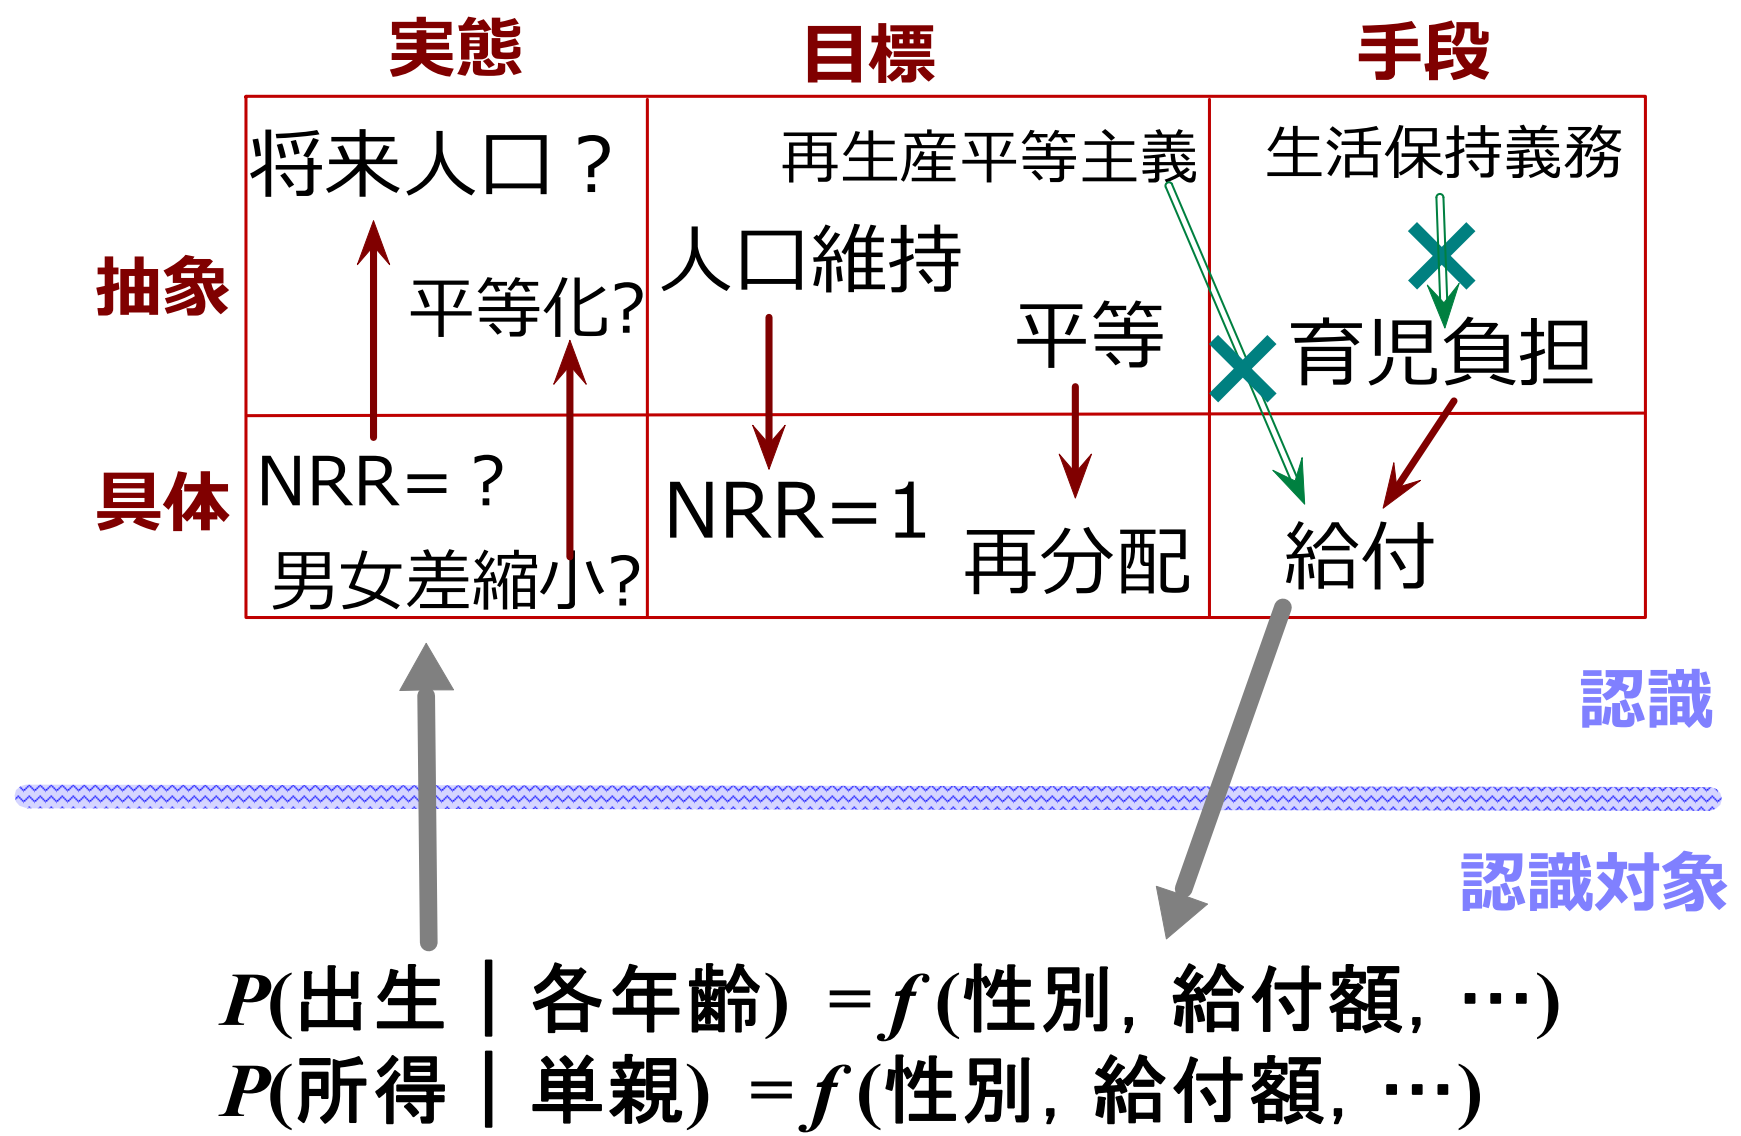 実態 目標 手段
将来人口？ 再生産平等主義 生活保持義務
抽象 平等化? 人口維持 平等 育児負担
具体 NRR=？ NRR=1 給付
男女差縮小? 再分配
認識
認識対象
P(出生｜各年齢) = f (性別, 給付額, …)
P(所得｜単親) = f (性別, 給付額, …)